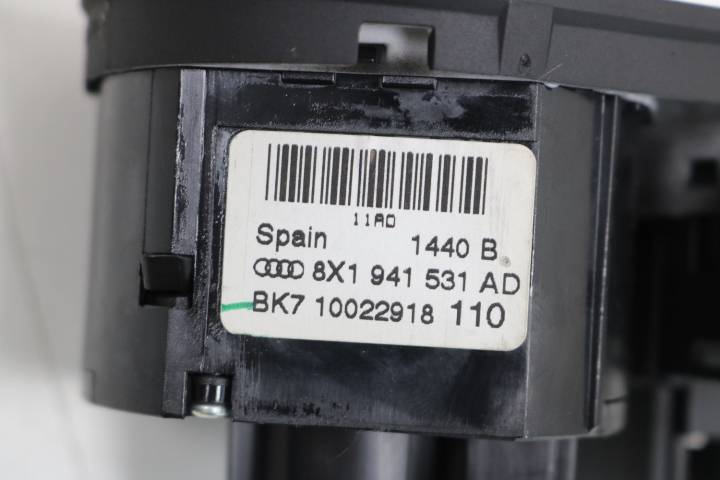 11AD
Spain 1440 B
8X1 941 531 AD
BK7 10022918 110